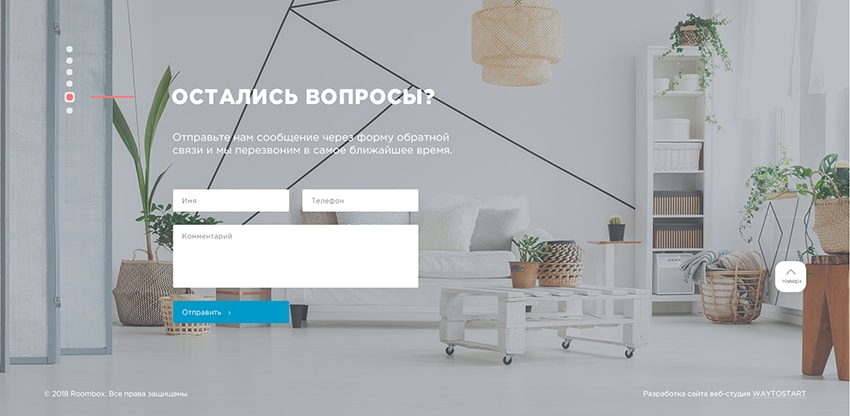 ОСТАЛИСЬ ВОПРОСЫ?
Отправьте нам сообщение через форму обратной
связи и мы перезвоним в самое ближайшее время.
Имя
Телефон
Комментарий
Отправить ›
Наверх
© 2018 Roombox. Все права защищены.
Разработка сайта веб-студия WAYTOSTART